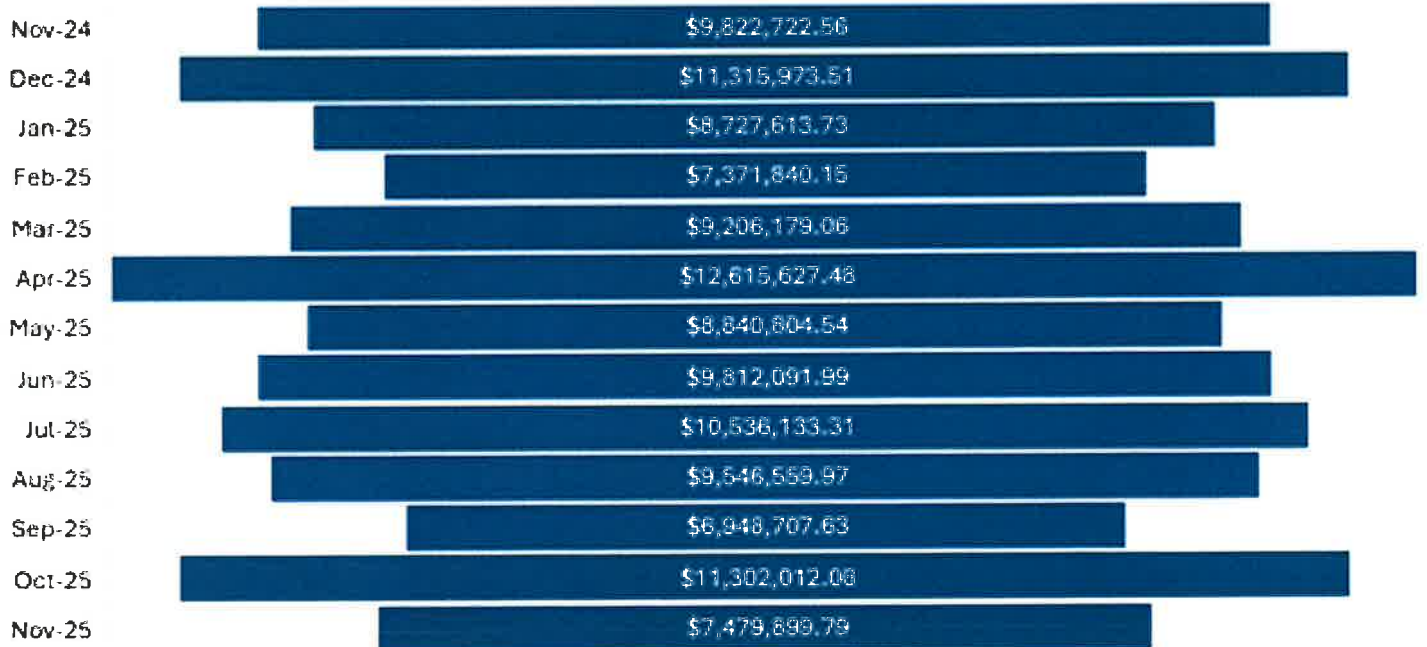 Nov-24 $9,822,722.56
Dec-24 $11,315,973.51
Jan-25 $8,727,613.73
Feb-25 $7,371,840.15
Mar-25 $9,206,179.06
Apr-25 $12,615,627.48
May-25 $8,840,604.54
Jun-25 $9,812,091.99
Jul-25 $10,536,133.31
Aug-25 $9,546,559.97
Sep-25 $6,948,707.63
Oct-25 $11,302,012.08
Nov-25 $7,479,899.79